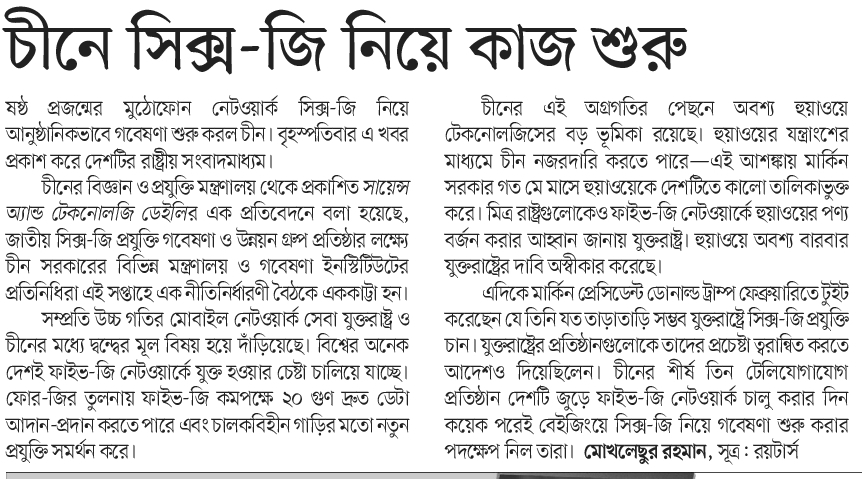 চীনে সিক্স-জি নিয়ে কাজ শুরু
ষষ্ঠ প্রজন্মের মুঠোফোন নেটওয়ার্ক সিক্স-জি নিয়ে
আনুষ্ঠানিকভাবে গবেষণা শুরু করল চীন। বৃহস্পতিবার এ খবর
প্রকাশ করে দেশটির রাষ্ট্রীয় সংবাদমাধ্যম।
চীনের বিজ্ঞান ও প্রযুক্তি মন্ত্রণালয় থেকে প্রকাশিত সায়েন্স
অ্যান্ড টেকনোলজি ডেইলির এক প্রতিবেদনে বলা হয়েছে,
জাতীয় সিক্স-জি প্রযুক্তি গবেষণা ও উন্নয়ন গ্রুপ প্রতিষ্ঠার লক্ষ্যে
চীন সরকারের বিভিন্ন মন্ত্রণালয় ও গবেষণা ইনস্টিটিউটের
প্রতিনিধিরা এই সপ্তাহে এক নীতিনির্ধারণী বৈঠকে এককাট্টা হন।
সম্প্রতি উচ্চ গতির মোবাইল নেটওয়ার্ক সেবা যুক্তরাষ্ট্র ও
চীনের মধ্যে দ্বন্দ্বের মূল বিষয় হয়ে দাঁড়িয়েছে। বিশ্বের অনেক
দেশই ফাইভ-জি নেটওয়ার্কে যুক্ত হওয়ার চেষ্টা চালিয়ে যাচ্ছে।
ফোর-জির তুলনায় ফাইভ-জি কমপক্ষে ২০ গুণ দ্রুত ডেটা
আদান-প্রদান করতে পারে এবং চালকবিহীন গাড়ির মতো নতুন
প্রযুক্তি সমর্থন করে।
চীনের এই অগ্রগতির পেছনে অবশ্য হুয়াওয়ে
টেকনোলজিসের বড় ভূমিকা রয়েছে। হুয়াওয়ের যন্ত্রাংশের
মাধ্যমে চীন নজরদারি করতে পারে—এই আশঙ্কায় মার্কিন
সরকার গত মে মাসে হুয়াওয়েকে দেশটিতে কালো তালিকাভুক্ত
করে। মিত্র রাষ্ট্রগুলোকেও ফাইভ-জি নেটওয়ার্কে হুয়াওয়ের পণ্য
বর্জন করার আহ্বান জানায় যুক্তরাষ্ট্র। হুয়াওয়ে অবশ্য বারবার
যুক্তরাষ্ট্রের দাবি অস্বীকার করেছে।
এদিকে মার্কিন প্রেসিডেন্ট ডোনাল্ড ট্রাম্প ফেব্রুয়ারিতে টুইট
করেছেন যে তিনি যত তাড়াতাড়ি সম্ভব যুক্তরাষ্ট্রে সিক্স-জি প্রযুক্তি
চান। যুক্তরাষ্ট্রের প্রতিষ্ঠানগুলোকে তাদের প্রচেষ্টা ত্বরান্বিত করতে
আদেশও দিয়েছিলেন। চীনের শীর্ষ তিন টেলিযোগাযোগ
প্রতিষ্ঠান দেশটি জুড়ে ফাইভ-জি নেটওয়ার্ক চালু করার দিন
কয়েক পরেই বেইজিংয়ে সিক্স-জি নিয়ে গবেষণা শুরু করার
পদক্ষেপ নিল তারা। মোখলেছুর রহমান, সূত্র : রয়টার্স